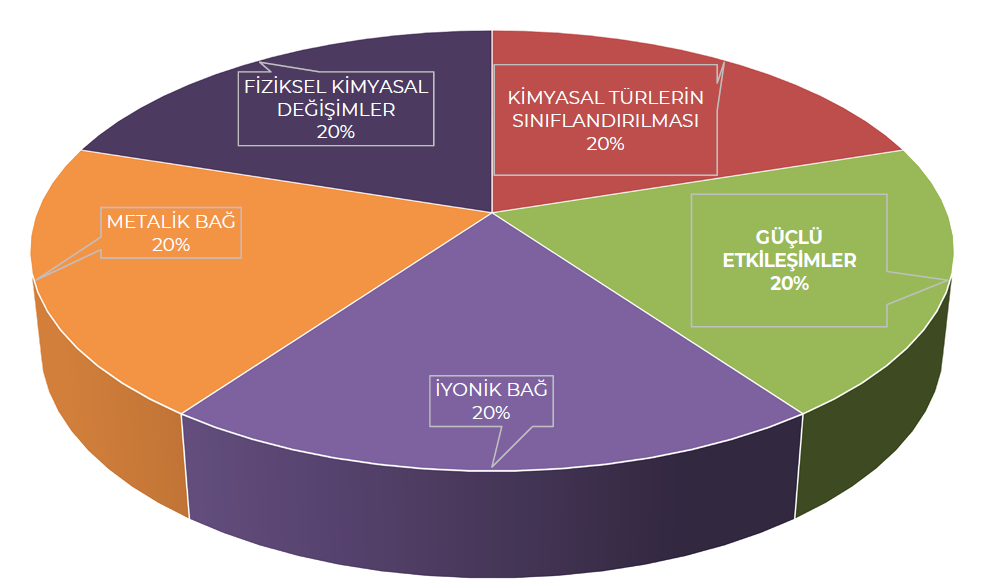 FİZİKSEL KİMYASAL
DEĞİŞİMLER
20%
KİMYASAL TÜRLERİN
SINIFLANDIRILMASI
20%
METALİK BAĞ
20%
GÜÇLÜ
ETKİLEŞİMLER
20%
İYONİK BAĞ
20%